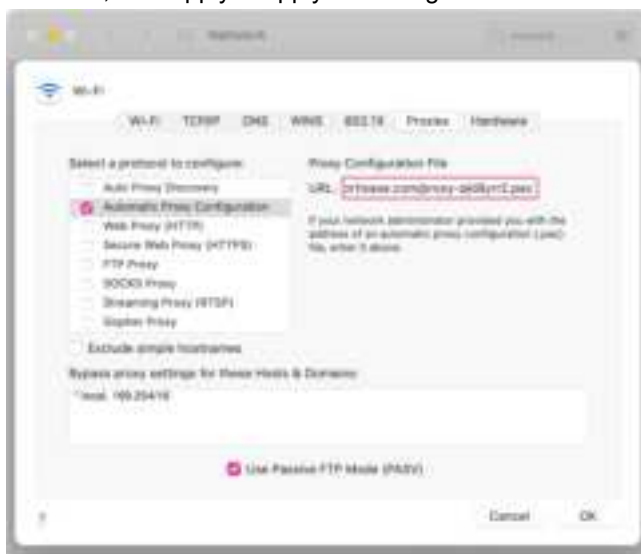 Network
Wi-Fi
Wi-Fi TCP/IP DNS WINS 802.1X Proxies Hardware
Select a protocol to configure:
Auto Proxy Discovery
Automatic Proxy Configuration
Web Proxy (HTTP)
Secure Web Proxy (HTTPS)
FTP Proxy
SOCKS Proxy
Streaming Proxy (RTSP)
Gopher Proxy
Exclude simple hostnames
Proxy Configuration File
URL:
If your network administrator provided you with the
address of an automatic proxy configuration (.pac)
file, enter it above.
Bypass proxy settings for these Hosts & Domains:
*.local, 169.254/16
Use Passive FTP Mode (PASV)
?
Cancel OK